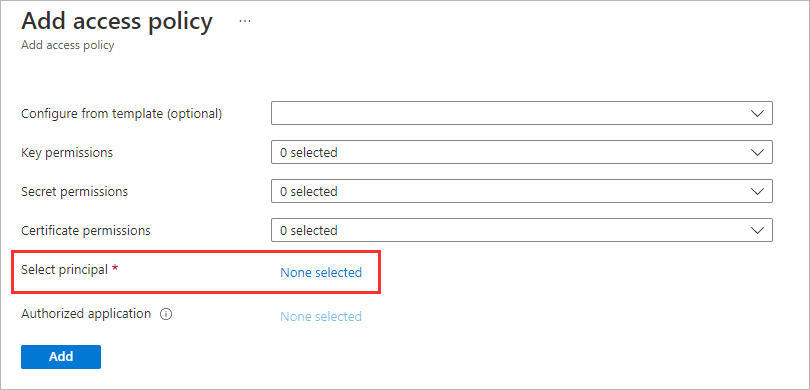 Add access policy ...
Add access policy
Configure from template (optional)
Key permissions 0 selected
Secret permissions 0 selected
Certificate permissions 0 selected
Select principal * None selected
Authorized application None selected
Add